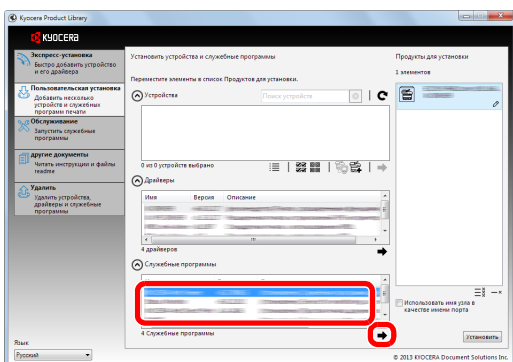 Kyocera Product Library
KYOCERA
Экспресс-установка
Быстро добавить устройство
и его драйвера
Пользовательская установка
Добавить несколько
устройств и служебных
программ печати
Обслуживание
Запустить служебные
программы
Другие документы
Читать инструкции и файлы
readme
Удалить
Удалить устройства,
драйверы и служебные
программы
Язык
Русский
Установить устройства и служебные программы
Переместите элементы в список Продуктов для установки.
Устройства
Поиск устройств
0 из 0 устройств выбрано
Драйверы
Имя Версия Описание
4 драйверов
Служебные программы
4 Служебные программы
Продукты для установки
1 элементов
Использовать имя узла в
качестве имени порта
Установить
© 2013 KYOCERA Document Solutions Inc.